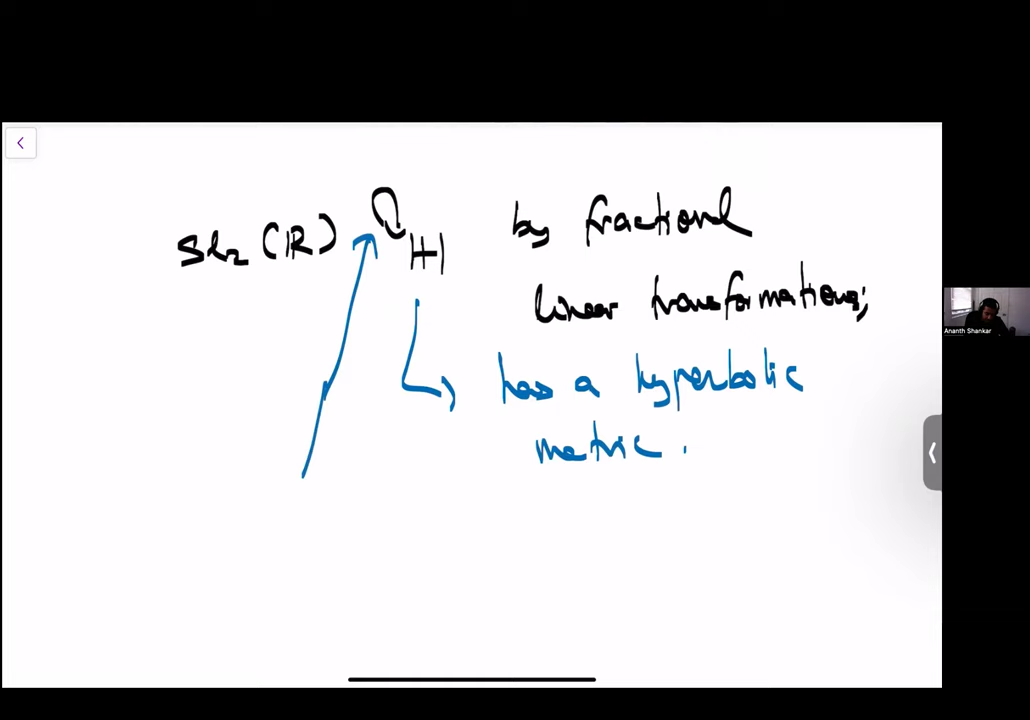 SL₂(ℝ) ↻ ℍ by fractional
linear transformations;
has a hyperbolic
metric.
Ananth Shankar